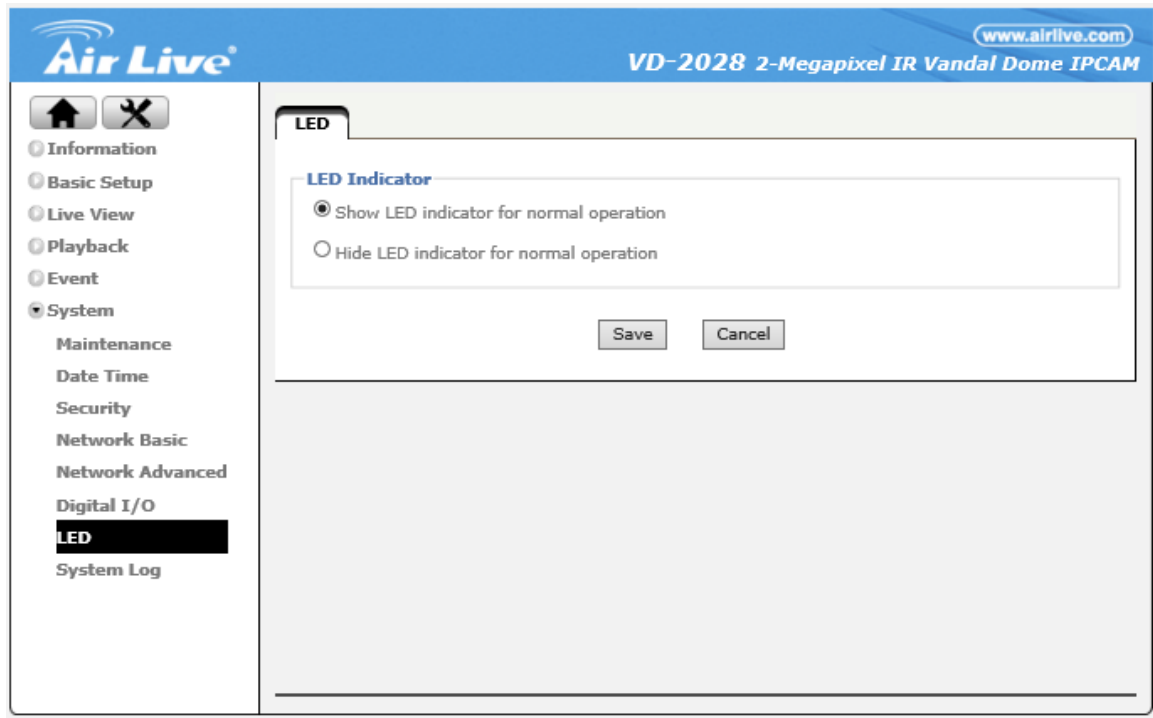 Air Live®
www.airlive.com
VD-2028 2-Megapixel IR Vandal Dome IPCAM
Information
Basic Setup
Live View
Playback
Event
System
Maintenance
Date Time
Security
Network Basic
Network Advanced
Digital I/O
LED
System Log
LED
LED Indicator
Show LED indicator for normal operation
Hide LED indicator for normal operation
Save Cancel